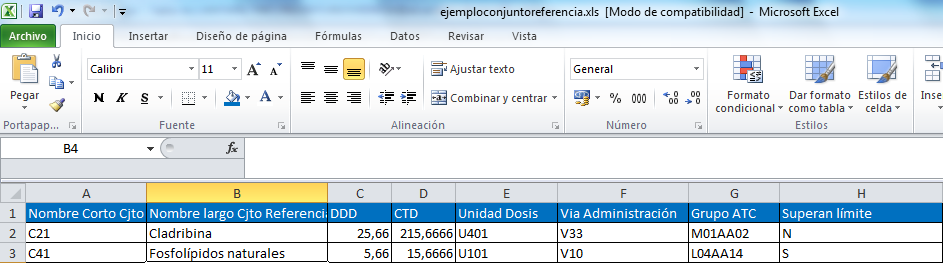 ejemploconjuntoreferencia.xls [Modo de compatibilidad] - Microsoft Excel
Archivo Inicio Insertar Diseño de página Fórmulas Datos Revisar Vista
Calibri 11 A A Ajustar texto General
Pegar N K S A Combinar y centrar % 000 Formato condicional Dar formato como tabla Estilos de celda
Portapap... Fuente Alineación Número Estilos
B4 fx
A B C D E F G H
1 Nombre Corto Cjto Nombre largo Cjto Referencia DDD CTD Unidad Dosis Via Administración Grupo ATC Superan límite
2 C21 Cladribina 25,66 215,6666 U401 V33 M01AA02 N
3 C41 Fosfolípidos naturales 5,66 15,6666 U101 V10 L04AA14 S